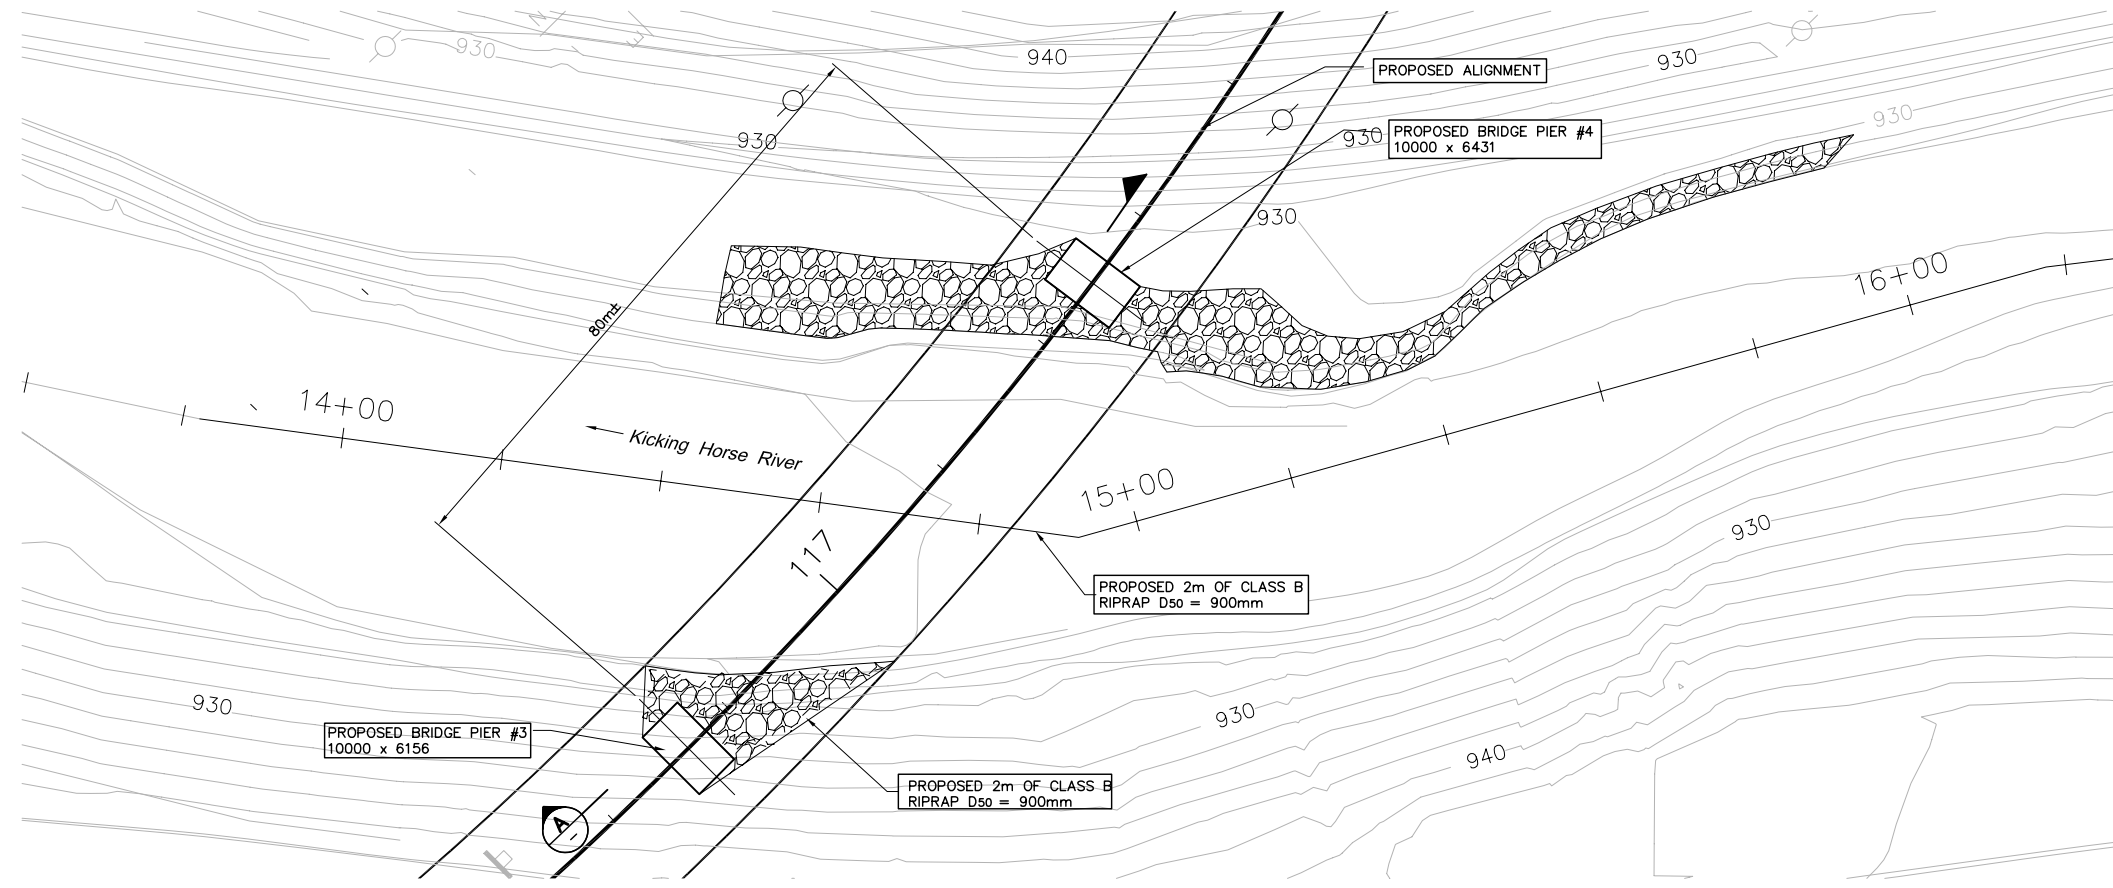 N
E
930
940
930
PROPOSED ALIGNMENT
930
930
930
PROPOSED BRIDGE PIER #4
10000 x 6431
930
16+00
80m±
14+00
Kicking Horse River
15+00
930
117
PROPOSED 2m OF CLASS B
RIPRAP D50 = 900mm
930
930
PROPOSED BRIDGE PIER #3
10000 x 6156
940
PROPOSED 2m OF CLASS B
RIPRAP D50 = 900mm
A
-